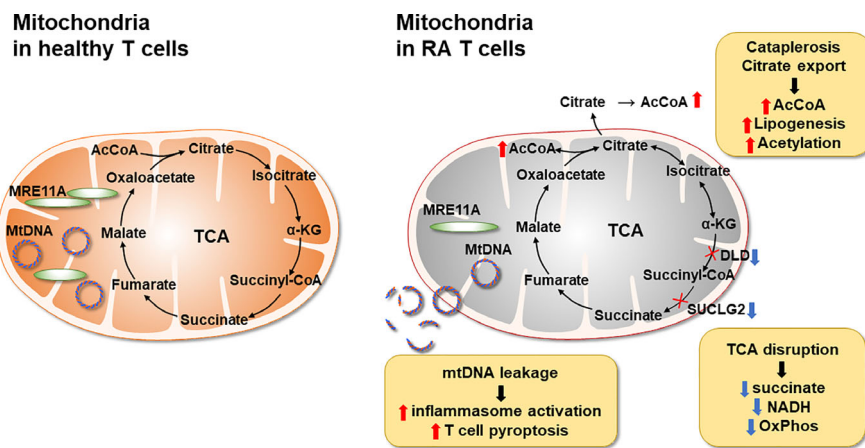 Mitochondria
in healthy T cells
AcCoA
Citrate
Oxaloacetate
Isocitrate
MRE11A
MtDNA
Malate
TCA
α-KG
Fumarate
Succinyl-CoA
Succinate
Mitochondria
in RA T cells
Citrate → AcCoA
AcCoA
Citrate
Oxaloacetate
Isocitrate
MRE11A
Malate
TCA
α-KG
MtDNA
DLD
Fumarate
Succinyl-CoA
Succinate
SUCLG2
Cataplerosis
Citrate export
AcCoA
Lipogenesis
Acetylation
mtDNA leakage
inflammasome activation
T cell pyroptosis
TCA disruption
succinate
NADH
OxPhos